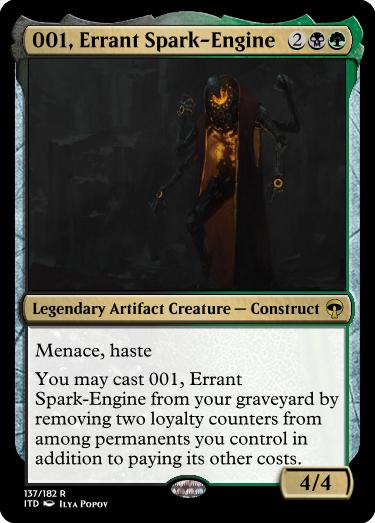 001, Errant Spark-Engine 2
Legendary Artifact Creature — Construct
Menace, haste
You may cast 001, Errant
Spark-Engine from your graveyard by
removing two loyalty counters from
among permanents you control in
addition to paying its other costs.
4/4
137/182 R
ITD Ilya Popov